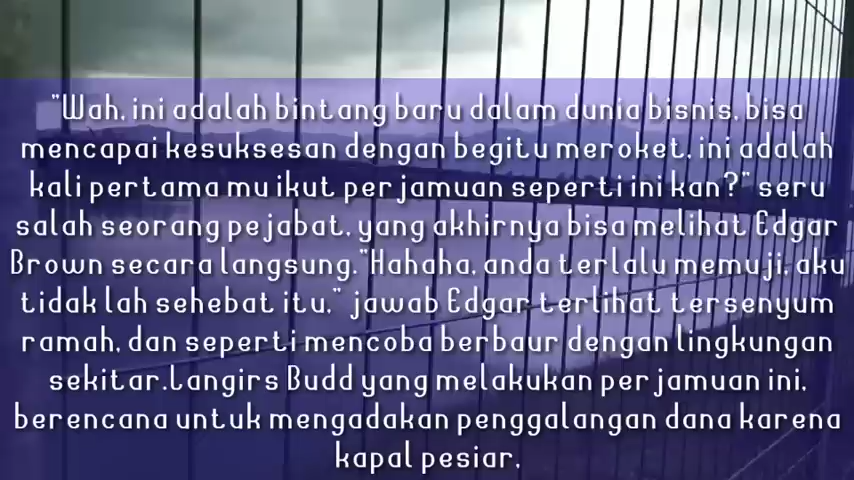 "Wah, ini adalah bintang baru dalam dunia bisnis, bisa
mencapai kesuksesan dengan begitu meroket, ini adalah
kali pertama mu ikut perjamuan seperti ini kan?" seru
salah seorang pejabat, yang akhirnya bisa melihat Edgar
Brown secara langsung."Hahaha, anda terlalu memuji, aku
tidak lah sehebat itu," jawab Edgar terlihat tersenyum
ramah, dan seperti mencoba berbaur dengan lingkungan
sekitar.Langirs Budd yang melakukan perjamuan ini,
berencana untuk mengadakan penggalangan dana karena
kapal pesiar,